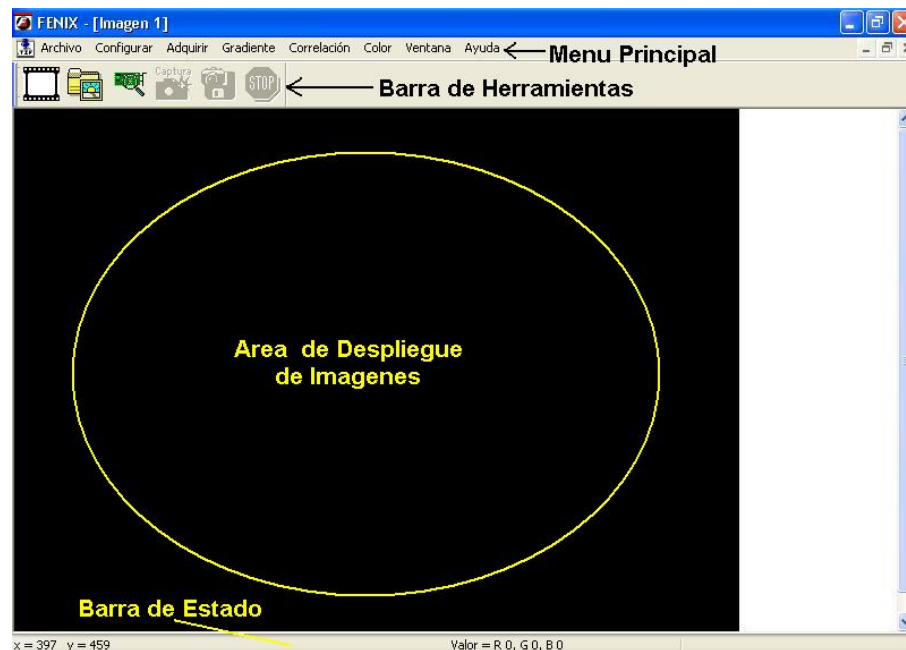 FENIX - [Imagen 1]
Archivo Configurar Adquirir Gradiente Correlación Color Ventana Ayuda
Menu Principal
Captura
STOP
Barra de Herramientas
Area de Despliegue
de Imagenes
Barra de Estado
x = 397 y = 459 Valor = R 0, G 0, B 0